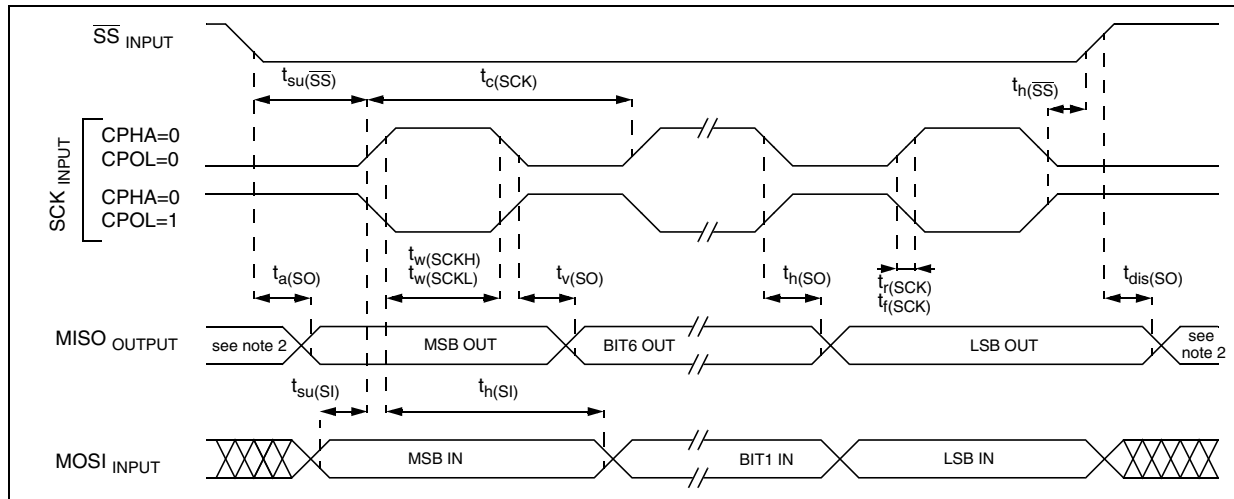 SS INPUT
tsu(SS)
tc(SCK)
th(SS)
SCK INPUT
CPHA=0
CPOL=0
CPHA=0
CPOL=1
ta(SO)
tw(SCKH)
tw(SCKL)
tv(SO)
th(SO)
tr(SCK)
tf(SCK)
tdis(SO)
MISO OUTPUT
see note 2
MSB OUT
BIT6 OUT
LSB OUT
see
note 2
tsu(SI)
th(SI)
MOSI INPUT
MSB IN
BIT1 IN
LSB IN